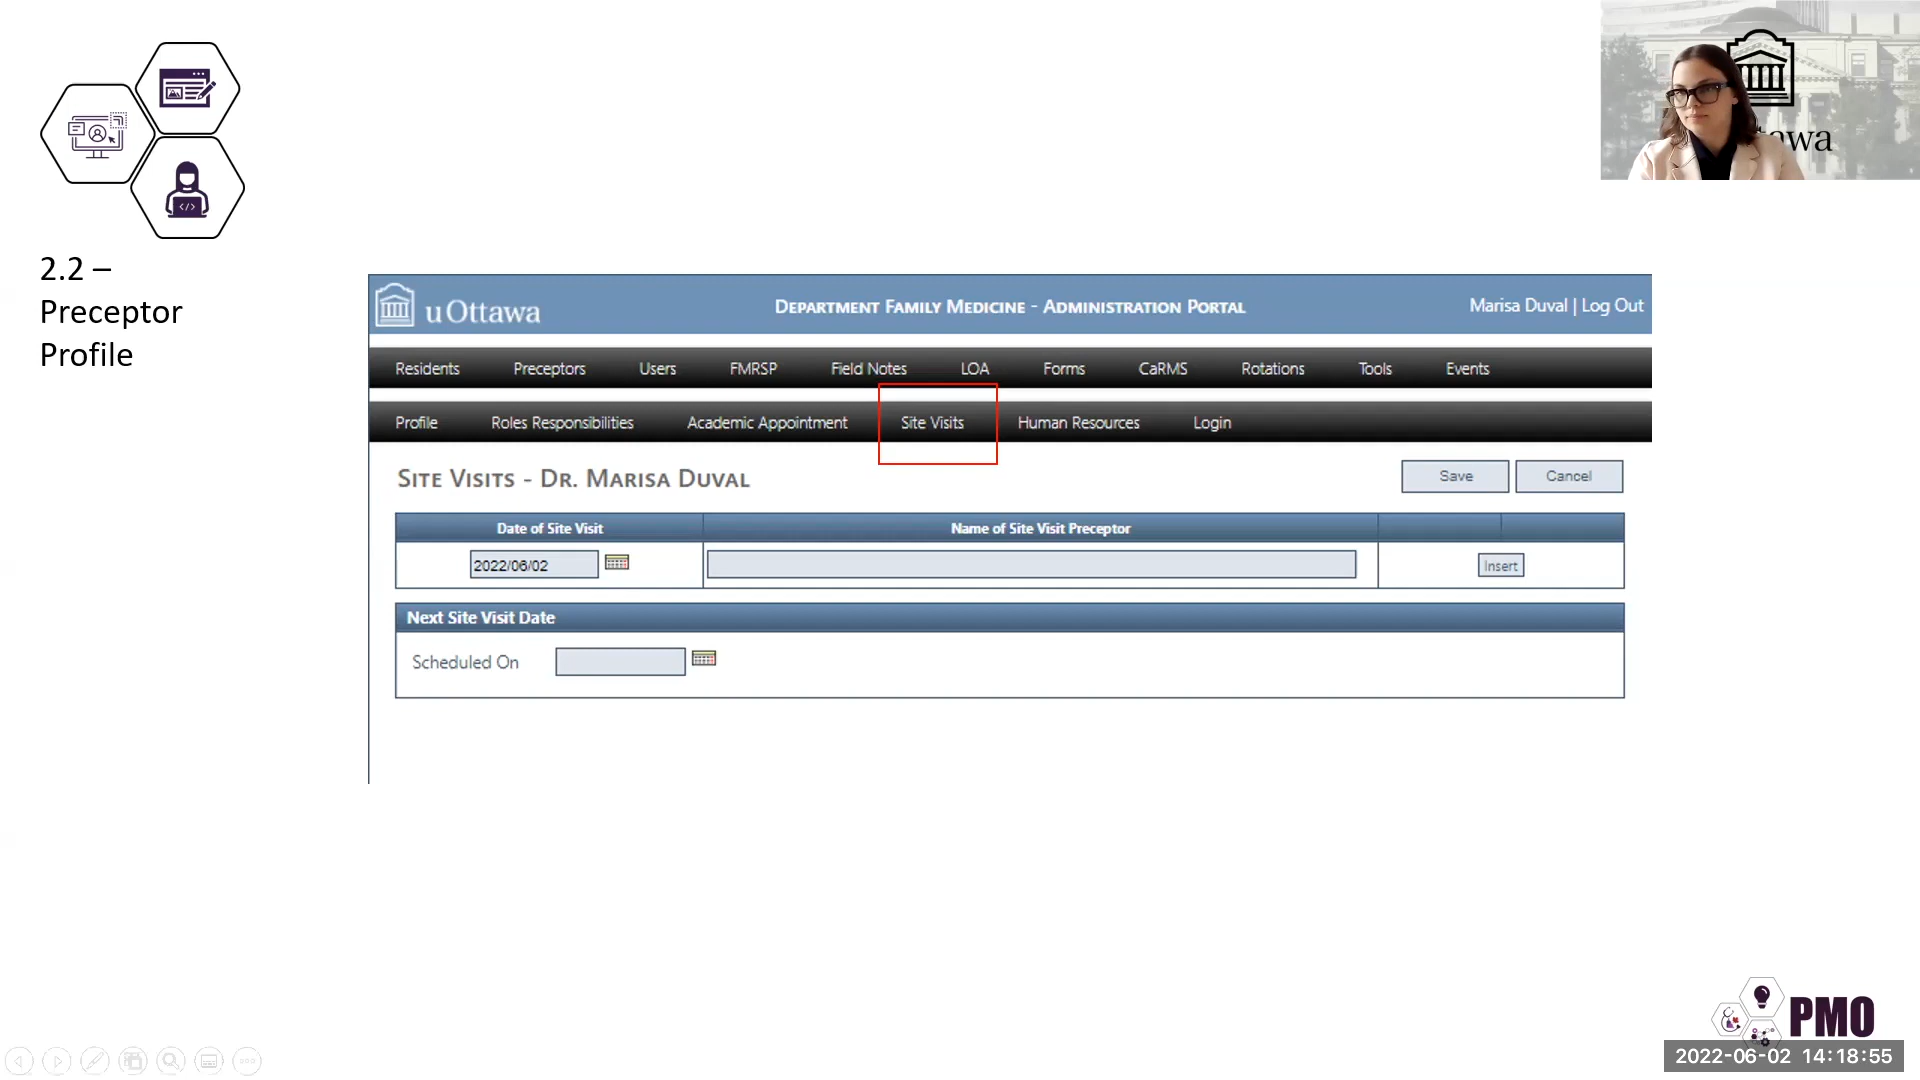 2.2 –
Preceptor
Profile
uOttawa
DEPARTMENT FAMILY MEDICINE - ADMINISTRATION PORTAL
Marisa Duval | Log Out
Residents Preceptors Users FMRSP Field Notes LOA Forms CaRMS Rotations Tools Events
Profile Roles Responsibilities Academic Appointment Site Visits Human Resources Login
SITE VISITS - DR. MARISA DUVAL
Save Cancel
Date of Site Visit Name of Site Visit Preceptor
2022/06/02 Insert
Next Site Visit Date
Scheduled On
PMO
2022-06-02 14:18:55